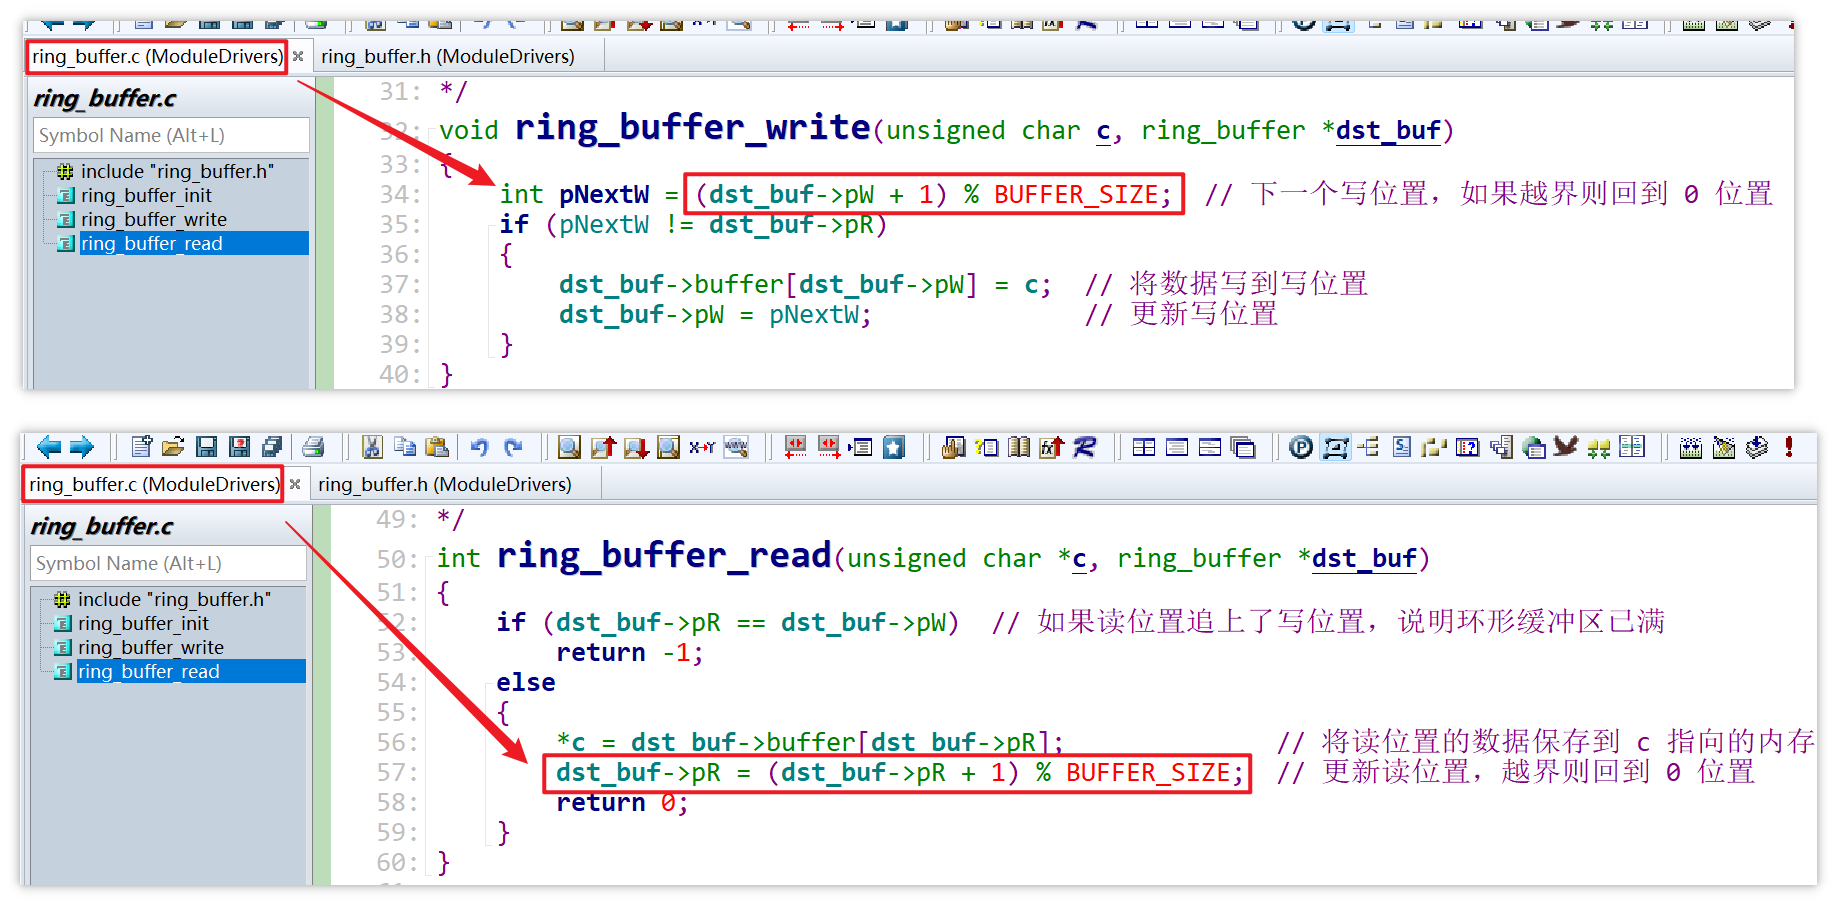 ring_buffer.c (ModuleDrivers)
ring_buffer.h (ModuleDrivers)
ring_buffer.c
Symbol Name (Alt+L)
include "ring_buffer.h"
ring_buffer_init
ring_buffer_write
ring_buffer_read
31: */
32: void ring_buffer_write(unsigned char c, ring_buffer *dst_buf)
33: {
34: int pNextW = (dst_buf->pW + 1) % BUFFER_SIZE; // 下一个写位置，如果越界则回到 0 位置
35: if (pNextW != dst_buf->pR)
36: {
37: dst_buf->buffer[dst_buf->pW] = c; // 将数据写到写位置
38: dst_buf->pW = pNextW; // 更新写位置
39: }
40: }
ring_buffer.c (ModuleDrivers)
ring_buffer.h (ModuleDrivers)
ring_buffer.c
Symbol Name (Alt+L)
include "ring_buffer.h"
ring_buffer_init
ring_buffer_write
ring_buffer_read
49: */
50: int ring_buffer_read(unsigned char *c, ring_buffer *dst_buf)
51: {
52: if (dst_buf->pR == dst_buf->pW) // 如果读位置追上了写位置，说明环形缓冲区已满
53: return -1;
54: else
55: {
56: *c = dst_buf->buffer[dst_buf->pR]; // 将读位置的数据保存到 c 指向的内存
57: dst_buf->pR = (dst_buf->pR + 1) % BUFFER_SIZE; // 更新读位置，越界则回到 0 位置
58: return 0;
59: }
60: }